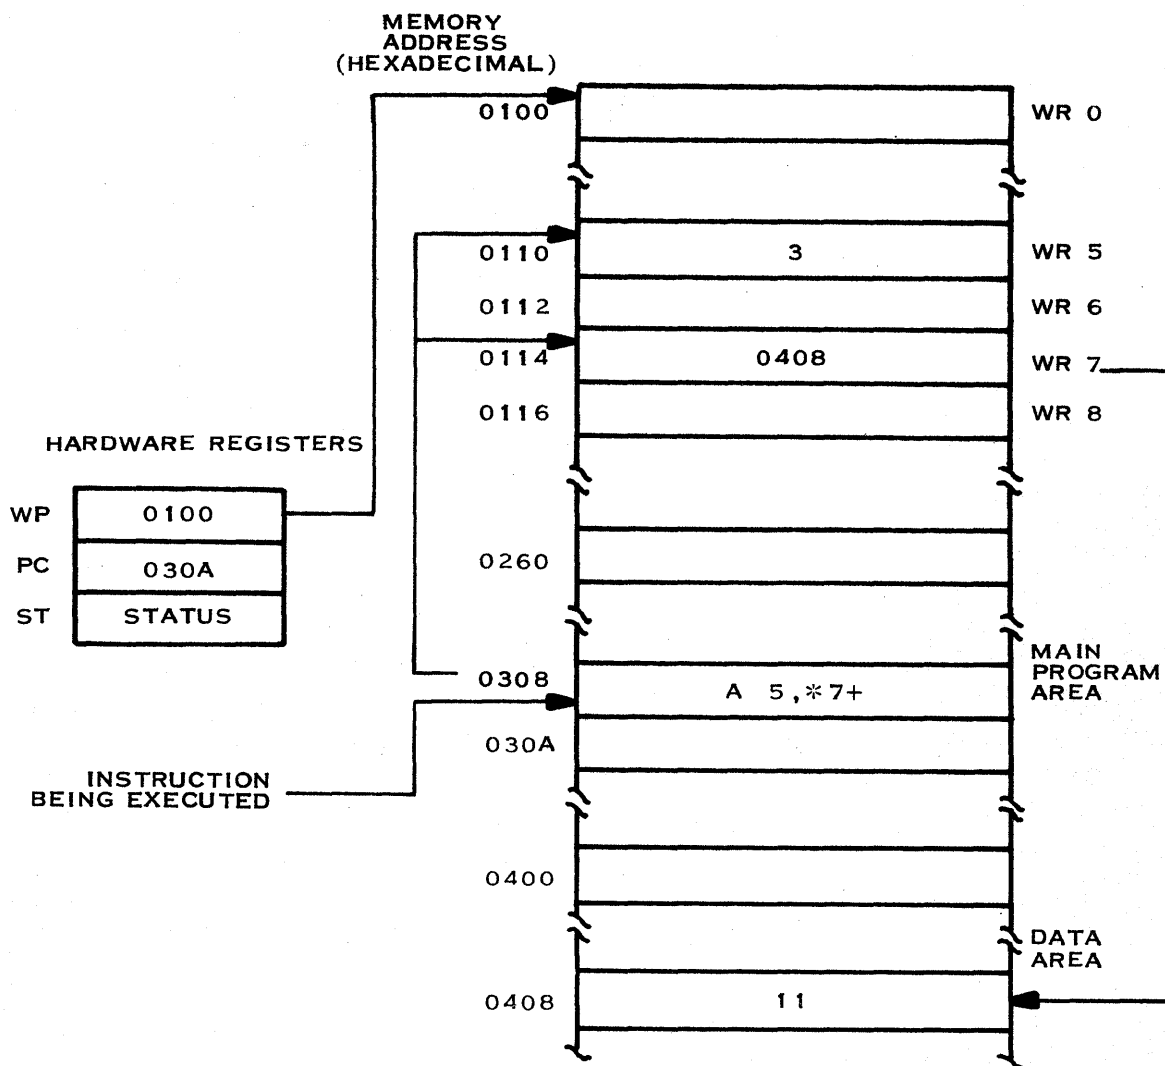 MEMORY
ADDRESS
(HEXADECIMAL)
0100
WR 0
0110
3
WR 5
0112
WR 6
0114
0408
WR 7
0116
WR 8
HARDWARE REGISTERS
WP
0100
PC
030A
ST
STATUS
0260
0308
A 5,*7+
MAIN
PROGRAM
AREA
030A
INSTRUCTION
BEING EXECUTED
0400
DATA
AREA
0408
11